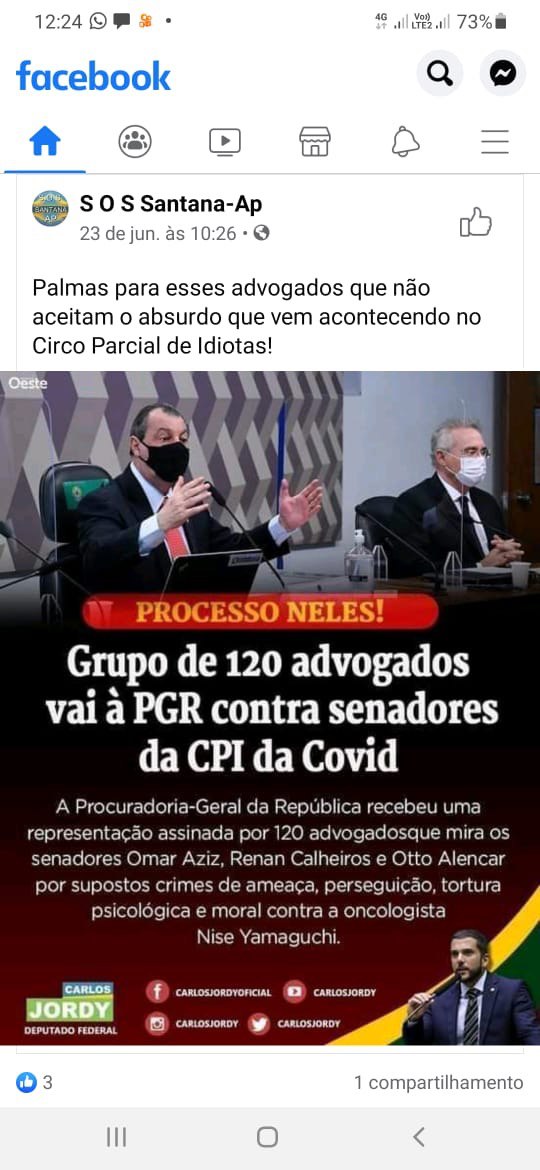 12:24
4G
Vo))
LTE2
73%
facebook
S O S Santana-Ap
23 de jun. às 10:26 •
Palmas para esses advogados que não
aceitam o absurdo que vem acontecendo no
Circo Parcial de Idiotas!
Oeste
PROCESSO NELES!
Grupo de 120 advogados
vai à PGR contra senadores
da CPI da Covid
A Procuradoria-Geral da República recebeu uma
representação assinada por 120 advogadosque mira os
senadores Omar Aziz, Renan Calheiros e Otto Alencar
por supostos crimes de ameaça, perseguição, tortura
psicológica e moral contra a oncologista
Nise Yamaguchi.
CARLOS
JORDY
DEPUTADO FEDERAL
CARLOSJORDYOFICIAL
CARLOSJORDY
CARLOSJORDY
CARLOSJORDY
3
1 compartilhamento